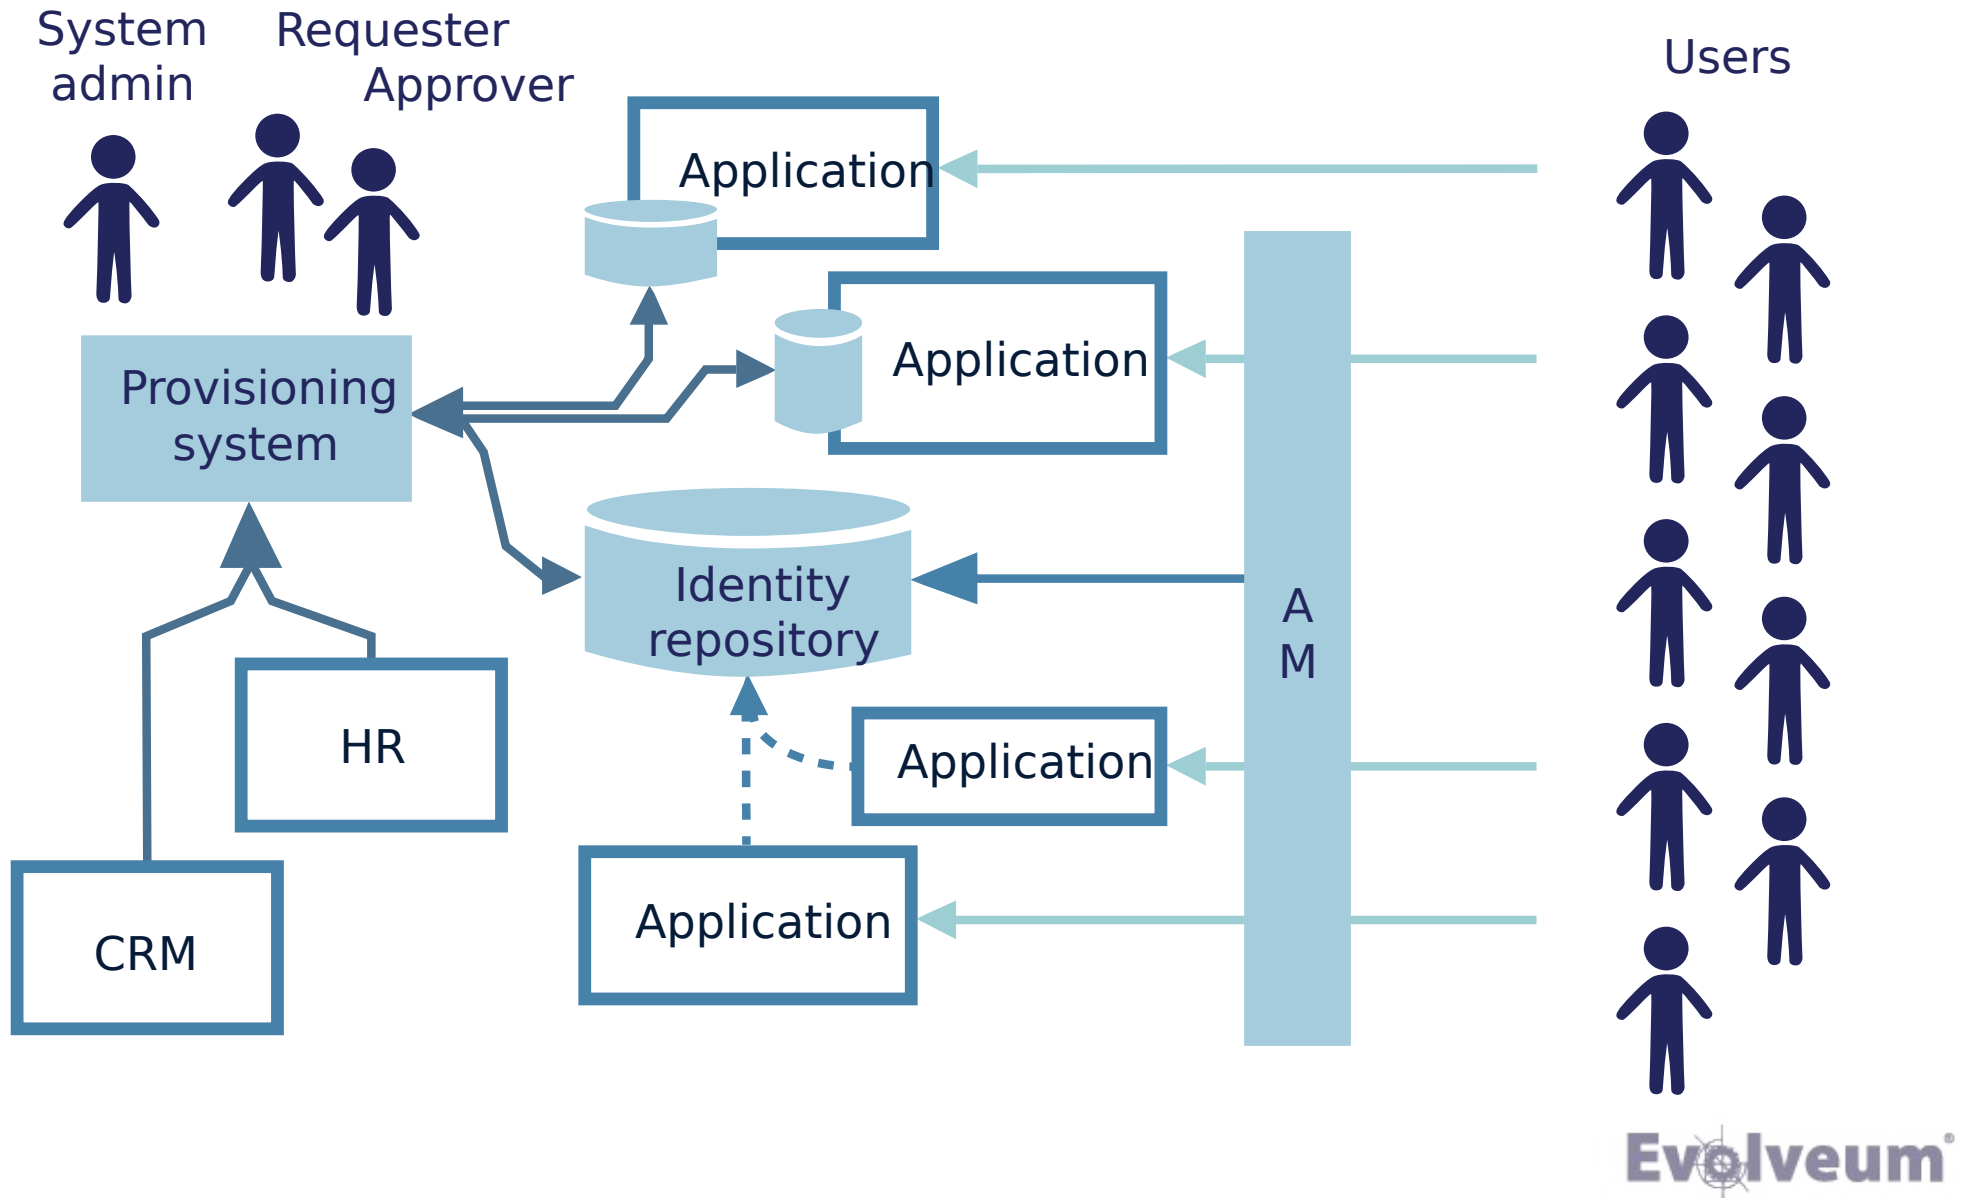 System
admin
Requester
Approver
Users
Application
Application
Provisioning
system
Identity
repository
A
M
HR
Application
CRM
Application
Evolveum®